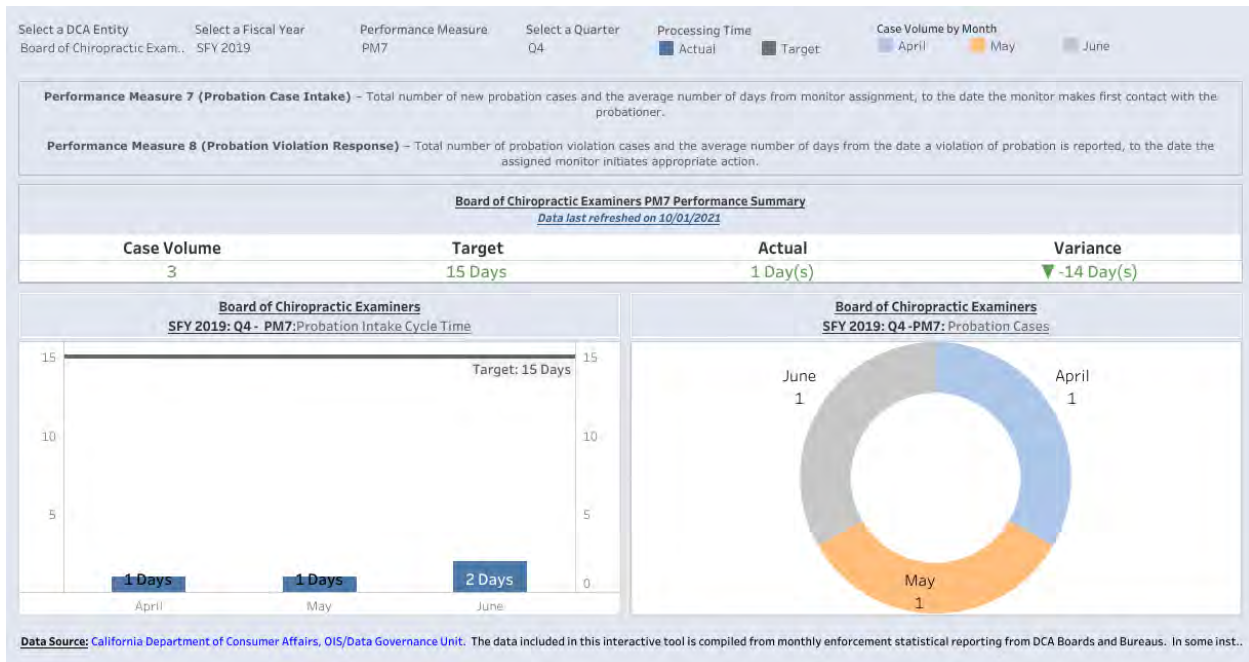 Select a DCA Entity Select a Fiscal Year Performance Measure Select a Quarter Processing Time Case Volume by Month
Board of Chiropractic Exam.. SFY 2019 PM7 Q4 Actual Target April May June
Performance Measure 7 (Probation Case Intake) – Total number of new probation cases and the average number of days from monitor assignment, to the date the monitor makes first contact with the
probationer.
Performance Measure 8 (Probation Violation Response) – Total number of probation violation cases and the average number of days from the date a violation of probation is reported, to the date the
assigned monitor initiates appropriate action.
Board of Chiropractic Examiners PM7 Performance Summary
Data last refreshed on 10/01/2021
Case Volume Target Actual Variance
3 15 Days 1 Day(s) ▼ -14 Day(s)
Board of Chiropractic Examiners
SFY 2019: Q4 - PM7:Probation Intake Cycle Time
15 15
Target: 15 Days
10 10
5 5
1 Days 1 Days 2 Days 0
April May June
Board of Chiropractic Examiners
SFY 2019: Q4 -PM7: Probation Cases
June April
1 1
May
1
Data Source: California Department of Consumer Affairs, OIS/Data Governance Unit. The data included in this interactive tool is compiled from monthly enforcement statistical reporting from DCA Boards and Bureaus. In some inst..